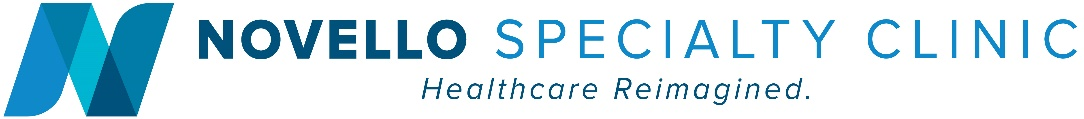 NOVELLO SPECIALTY CLINIC
Healthcare Reimagined.